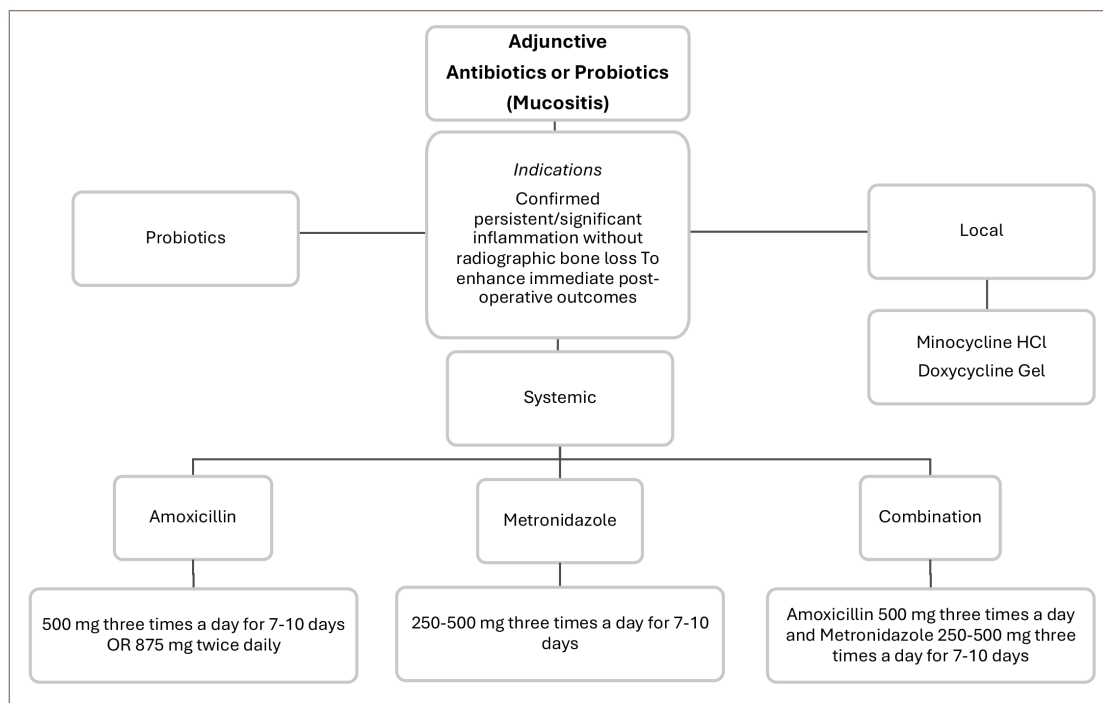 Adjunctive
Antibiotics or Probiotics
(Mucositis)
Indications
Confirmed
persistent/significant
inflammation without
radiographic bone loss To
enhance immediate post-
operative outcomes
Probiotics
Local
Minocycline HCl
Doxycycline Gel
Systemic
Amoxicillin
Metronidazole
Combination
500 mg three times a day for 7-10 days
OR 875 mg twice daily
250-500 mg three times a day for 7-10
days
Amoxicillin 500 mg three times a day
and Metronidazole 250-500 mg three
times a day for 7-10 days